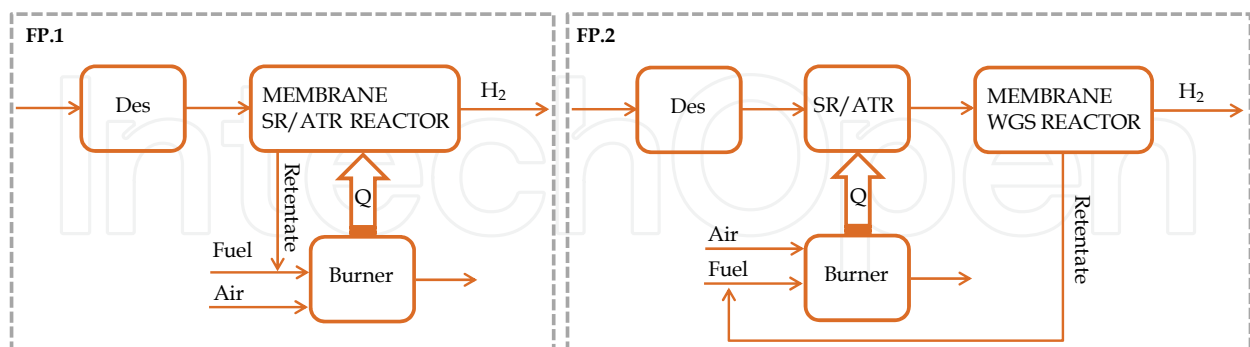 FP.1
Des
MEMBRANE
SR/ATR REACTOR
H2
Retentate
Q
Fuel
Air
Burner
FP.2
Des
SR/ATR
MEMBRANE
WGS REACTOR
H2
Q
Retentate
Air
Fuel
Burner
IntechOpen